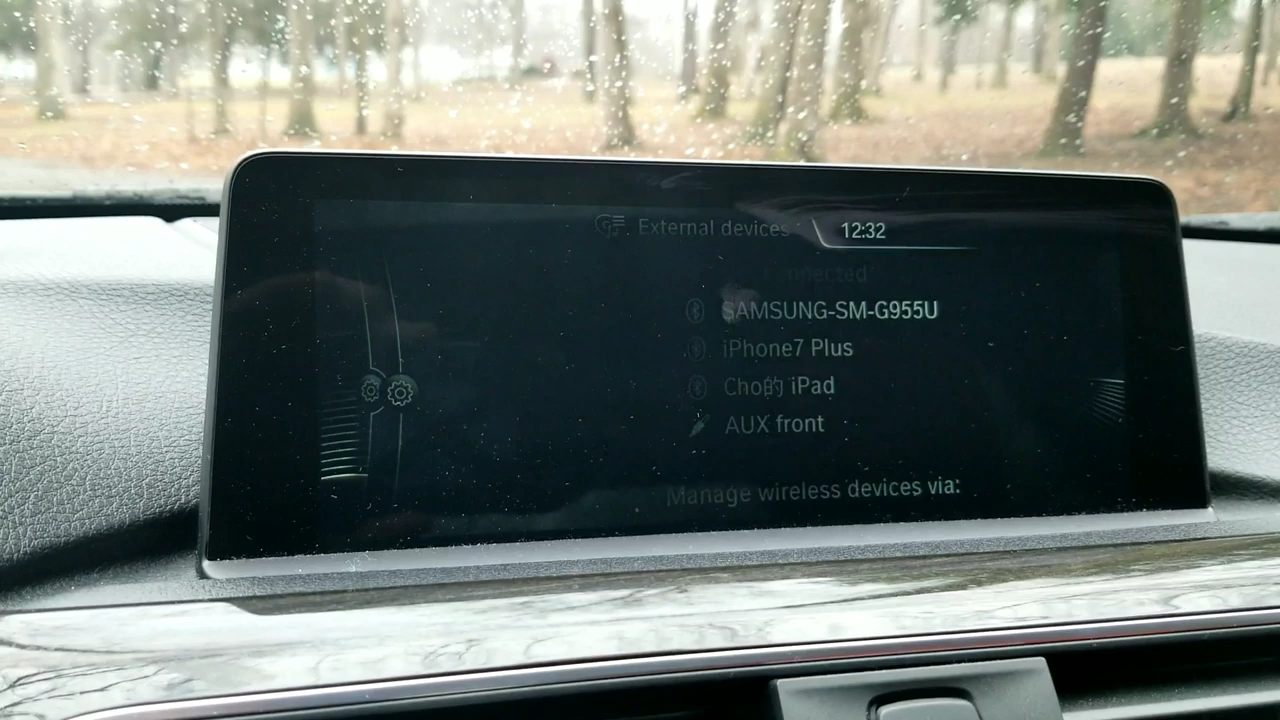 External devices 12:32
Connected
SAMSUNG-SM-G955U
iPhone7 Plus
Cho的 iPad
AUX front
Manage wireless devices via: